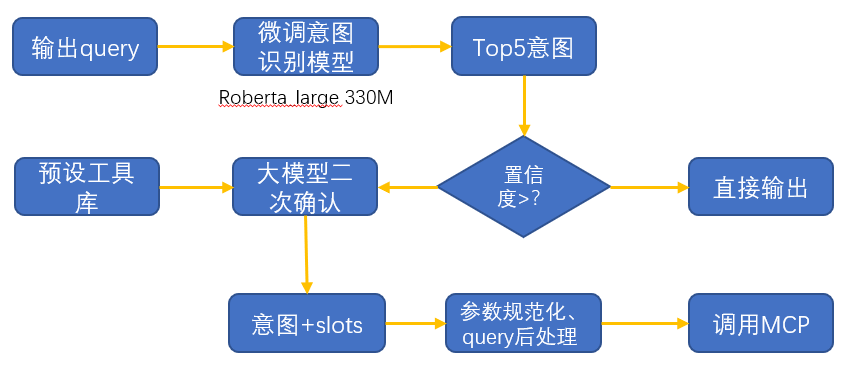 输出query
微调意图
识别模型
Top5意图
Roberta_large 330M
预设工具
库
大模型二
次确认
置信
度>?
直接输出
意图+slots
参数规范化、
query后处理
调用MCP